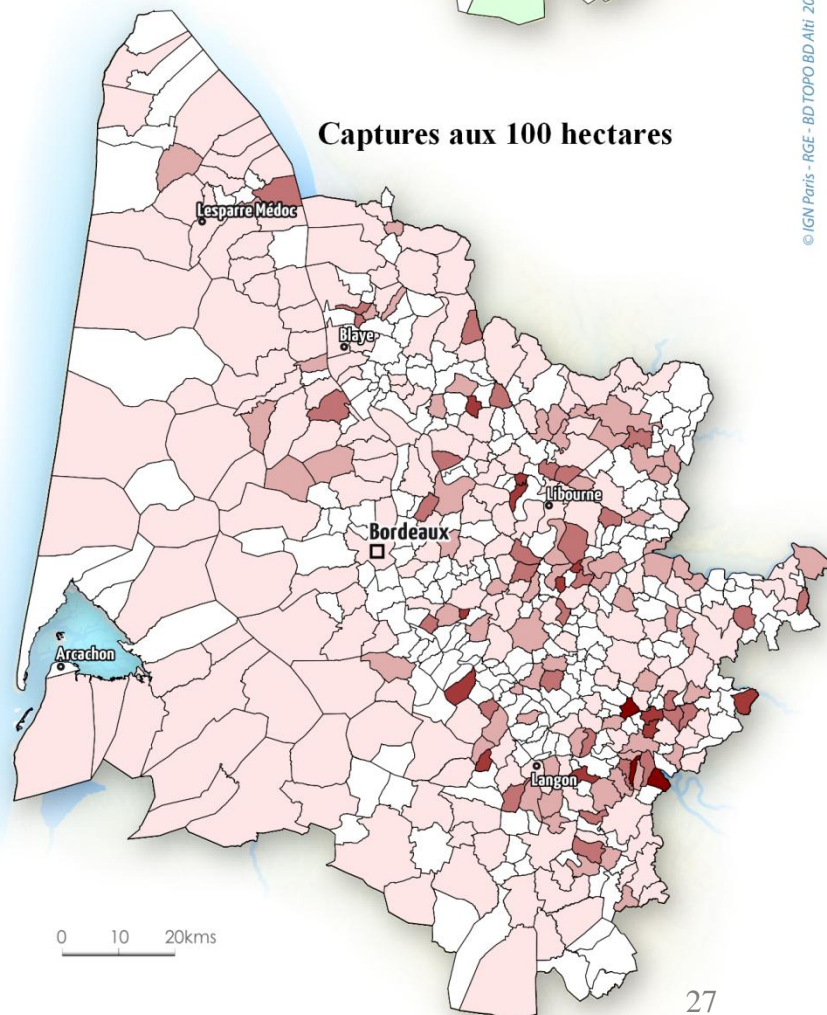 © IGN Paris - RGE - BD TOPO BD Alti 20
Captures aux 100 hectares
Lesparre Médoc
Blaye
Libourne
Bordeaux
Arcachon
Langon
0 10 20kms
27